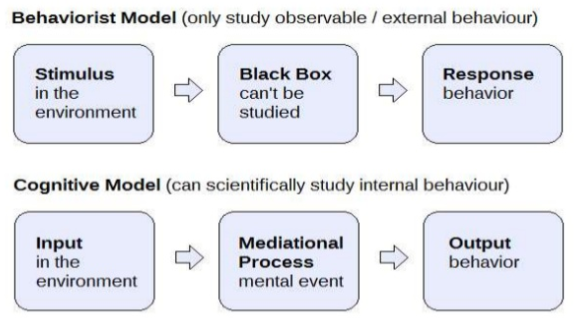 Behaviorist Model (only study observable / external behaviour)
Stimulus
in the
environment
Black Box
can't be
studied
Response
behavior
Cognitive Model (can scientifically study internal behaviour)
Input
in the
environment
Mediational
Process
mental event
Output
behavior